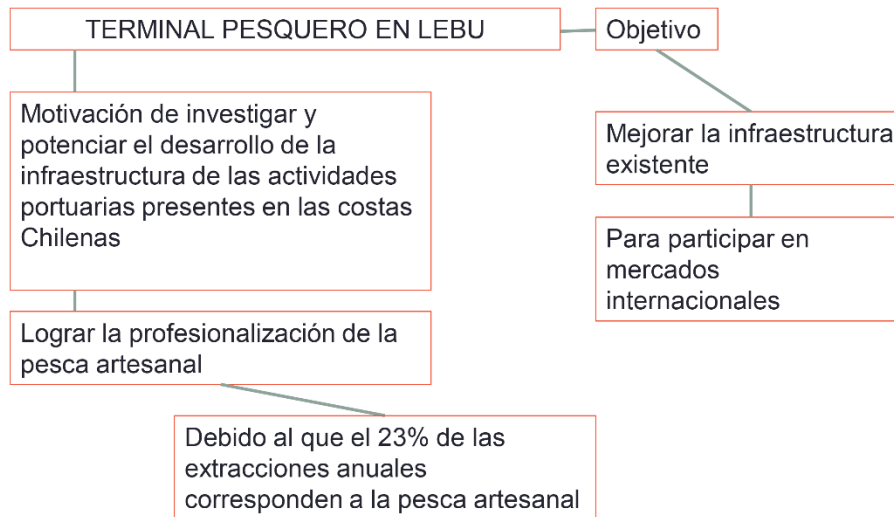 TERMINAL PESQUERO EN LEBU
Objetivo
Motivación de investigar y
potenciar el desarrollo de la
infraestructura de las actividades
portuarias presentes en las costas
Chilenas
Mejorar la infraestructura
existente
Para participar en
mercados
internacionales
Lograr la profesionalización de la
pesca artesanal
Debido al que el 23% de las
extracciones anuales
corresponden a la pesca artesanal